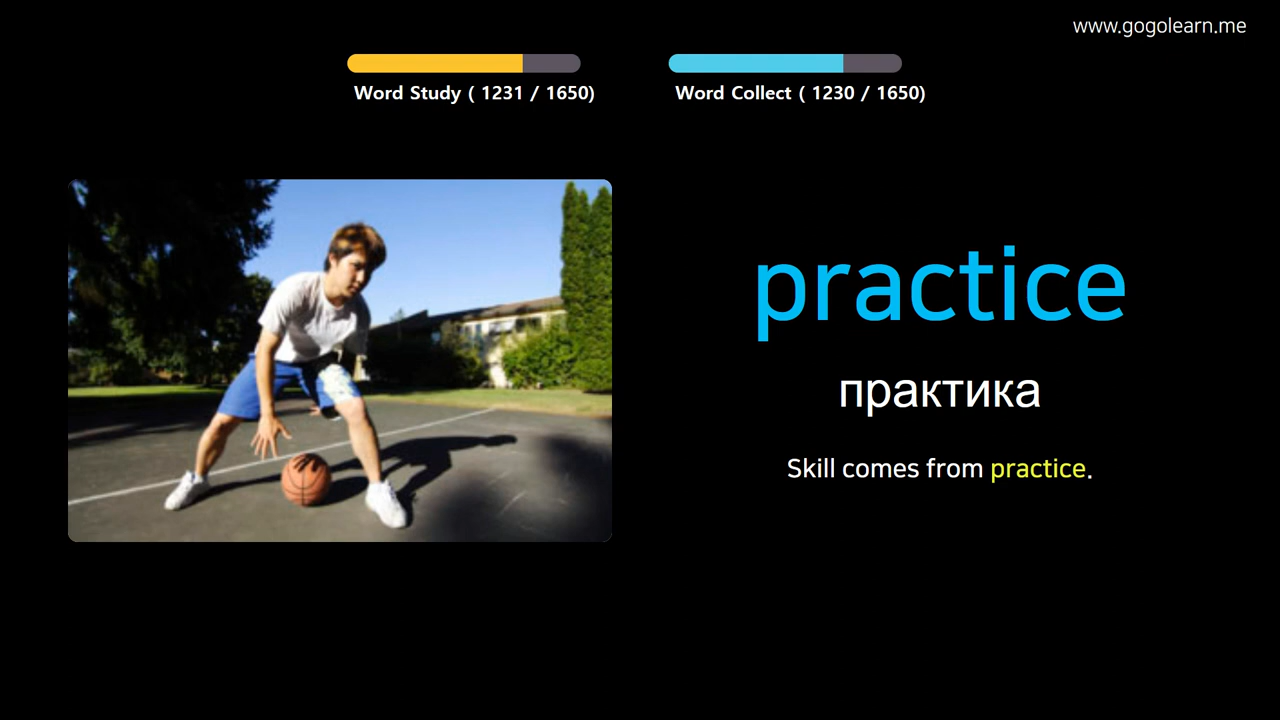 www.gogolearn.me
Word Study ( 1231 / 1650)
Word Collect ( 1230 / 1650)
practice
практика
Skill comes from practice.